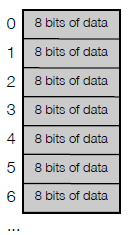 0 8 bits of data
1 8 bits of data
2 8 bits of data
3 8 bits of data
4 8 bits of data
5 8 bits of data
6 8 bits of data
...